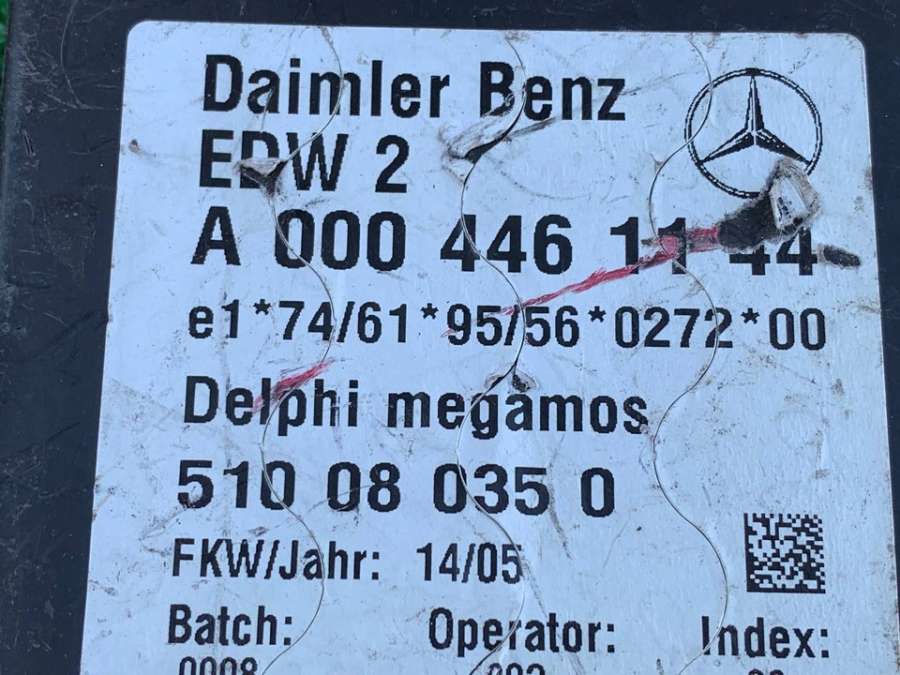 Daimler Benz
EDW 2
A 000 446 11 44
e1*74/61*95/56*0272*00
Delphi megamos
510 08 035 0
FKW/Jahr: 14/05
Batch: Operator: Index:
0008